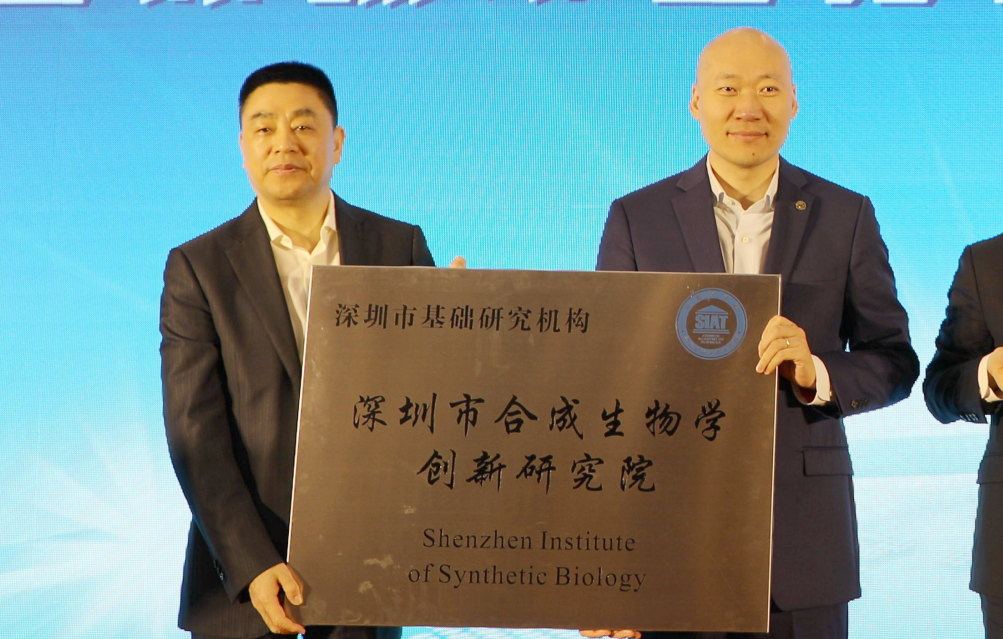 深圳市基础研究机构
SIAT
深圳市合成生物学
创新研究院
Shenzhen Institute
of Synthetic Biology